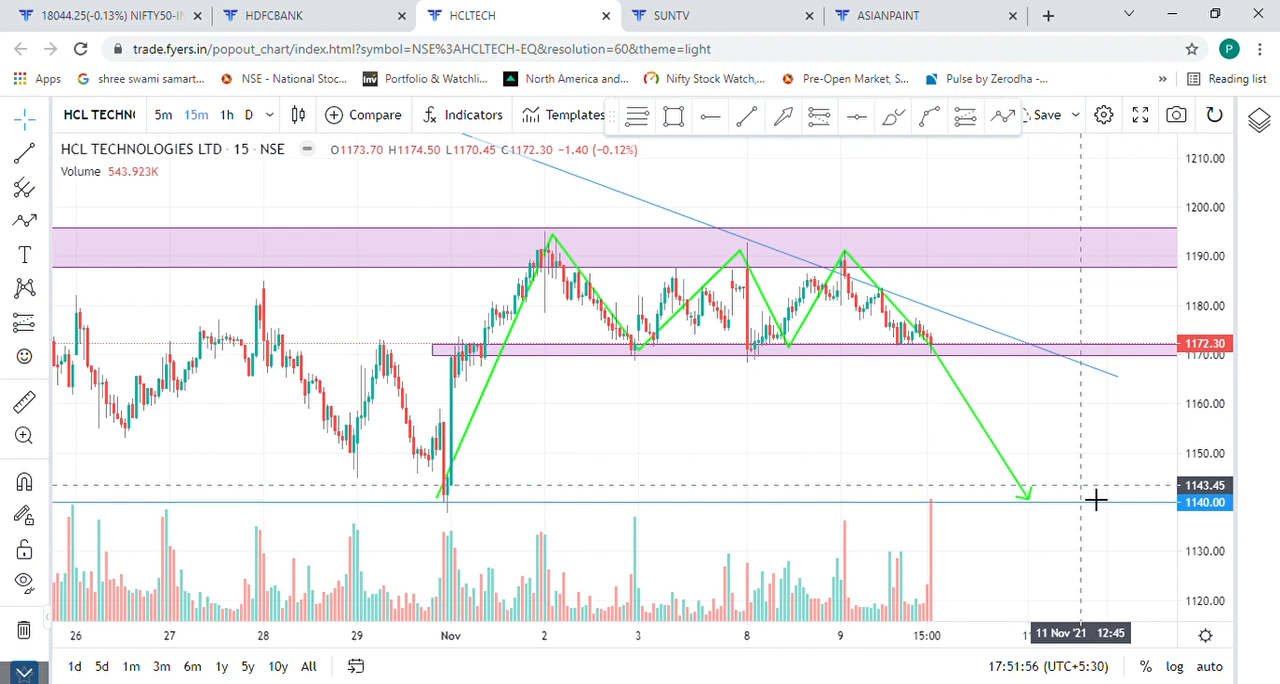 18044.25(-0.13%) NIFTY50-IN HDFCBANK HCLTECH SUNTV ASIANPAINT
trade.fyers.in/popout_chart/index.html?symbol=NSE%3AHCLTECH-EQ&resolution=60&theme=light P
Apps shree swami samart... NSE - National Stoc... Inv Portfolio & Watchli... North America and... Nifty Stock Watch,... Pre-Open Market, S... Pulse by Zerodha -... » Reading list
HCL TECHNO 5m 15m 1h D Compare Indicators Templates Save
HCL TECHNOLOGIES LTD · 15 · NSE O1173.70 H1174.50 L1170.45 C1172.30 −1.40 (−0.12%)
Volume 543.923K
1210.00
1200.00
1190.00
1180.00
1172.30
1170.00
1160.00
1150.00
1143.45
1140.00
1130.00
1120.00
26 27 28 29 Nov 2 3 8 9 15:00 11 Nov '21 12:45
1d 5d 1m 3m 6m 1y 5y 10y All 17:51:56 (UTC+5:30) % log auto